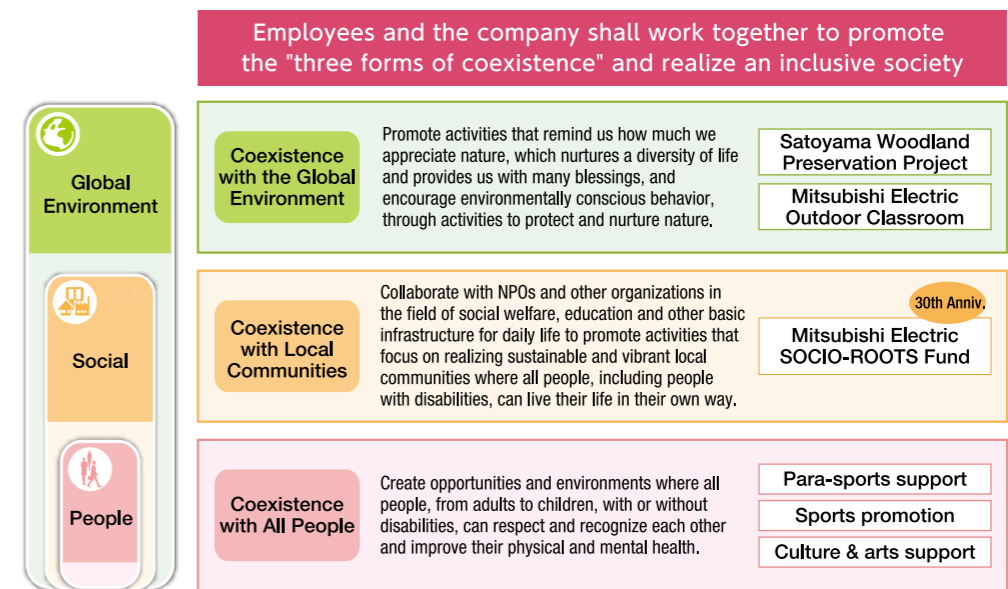 Employees and the company shall work together to promote
the "three forms of coexistence" and realize an inclusive society
Global
Environment
Coexistence
with the Global
Environment
Promote activities that remind us how much we
appreciate nature, which nurtures a diversity of life
and provides us with many blessings, and
encourage environmentally conscious behavior,
through activities to protect and nurture nature.
Satoyama Woodland
Preservation Project
Mitsubishi Electric
Outdoor Classroom
Social
Coexistence
with Local
Communities
Collaborate with NPOs and other organizations in
the field of social welfare, education and other basic
infrastructure for daily life to promote activities that
focus on realizing sustainable and vibrant local
communities where all people, including people
with disabilities, can live their life in their own way.
30th Anniv.
Mitsubishi Electric
SOCIO-ROOTS Fund
People
Coexistence
with All People
Create opportunities and environments where all
people, from adults to children, with or without
disabilities, can respect and recognize each other
and improve their physical and mental health.
Para-sports support
Sports promotion
Culture & arts support